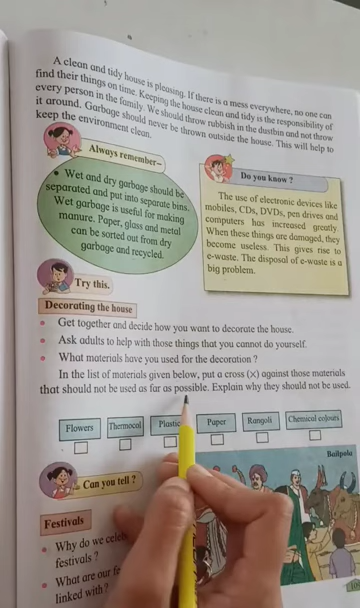 A clean and tidy house is pleasing. If there is a mess everywhere, no one can
find their things on time. Keeping the house clean and tidy is the responsibility of
every person in the family. We should throw rubbish in the dustbin and not throw
it around. Garbage should never be thrown outside the house. This will help to
keep the environment clean.
Always remember–
• Wet and dry garbage should be
separated and put into separate bins.
Wet garbage is useful for making
manure. Paper, glass and metal
can be sorted out from dry
garbage and recycled.
Do you know ?
The use of electronic devices like
mobiles, CDs, DVDs, pen drives and
computers has increased greatly.
When these things are damaged, they
become useless. This gives rise to
e-waste. The disposal of e-waste is a
big problem.
Try this.
Decorating the house
• Get together and decide how you want to decorate the house.
• Ask adults to help with those things that you cannot do yourself.
• What materials have you used for the decoration ?
In the list of materials given below, put a cross (×) against those materials
that should not be used as far as possible. Explain why they should not be used.
Flowers Thermocol Plastic Paper Rangoli Chemical colours
Can you tell ?
Bailpola
Festivals
• Why do we
festivals ?
• What are our
linked with ?